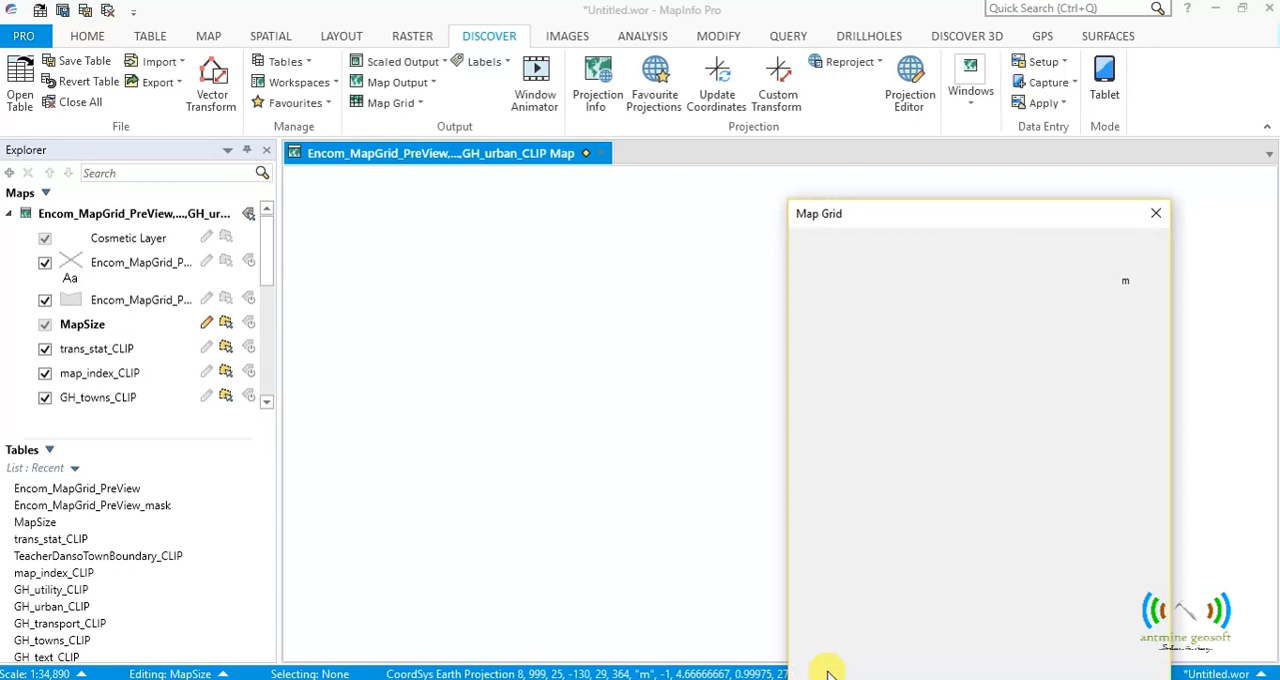 *Untitled.wor - MapInfo Pro
Quick Search (Ctrl+Q)
PRO HOME TABLE MAP SPATIAL LAYOUT RASTER DISCOVER IMAGES ANALYSIS MODIFY QUERY DRILLHOLES DISCOVER 3D GPS SURFACES
Open Table
Save Table
Revert Table
Close All
Import
Export
Vector Transform
File
Tables
Workspaces
Favourites
Manage
Scaled Output
Map Output
Map Grid
Labels
Window Animator
Output
Projection Info
Favourite Projections
Update Coordinates
Custom Transform
Reproject
Projection Editor
Projection
Windows
Setup
Capture
Apply
Data Entry
Tablet
Mode
Explorer
Encom_MapGrid_PreView,...,GH_urban_CLIP Map
Search
Maps
Encom_MapGrid_PreView,...,GH_ur...
Cosmetic Layer
Encom_MapGrid_P...
Aa
Encom_MapGrid_P...
MapSize
trans_stat_CLIP
map_index_CLIP
GH_towns_CLIP
Tables
List : Recent
Encom_MapGrid_PreView
Encom_MapGrid_PreView_mask
MapSize
trans_stat_CLIP
TeacherDansoTownBoundary_CLIP
map_index_CLIP
GH_utility_CLIP
GH_urban_CLIP
GH_transport_CLIP
GH_towns_CLIP
GH_text_CLIP
Map Grid
m
antmine geosoft
Scale: 1:34,890 Editing: MapSize Selecting: None CoordSys Earth Projection 8, 999, 25, -130, 29, 364, "m", -1, 4.66666667, 0.99975, 27 *Untitled.wor